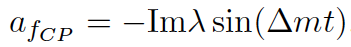 a_{f_{CP}} = −Imλ sin(Δmt)